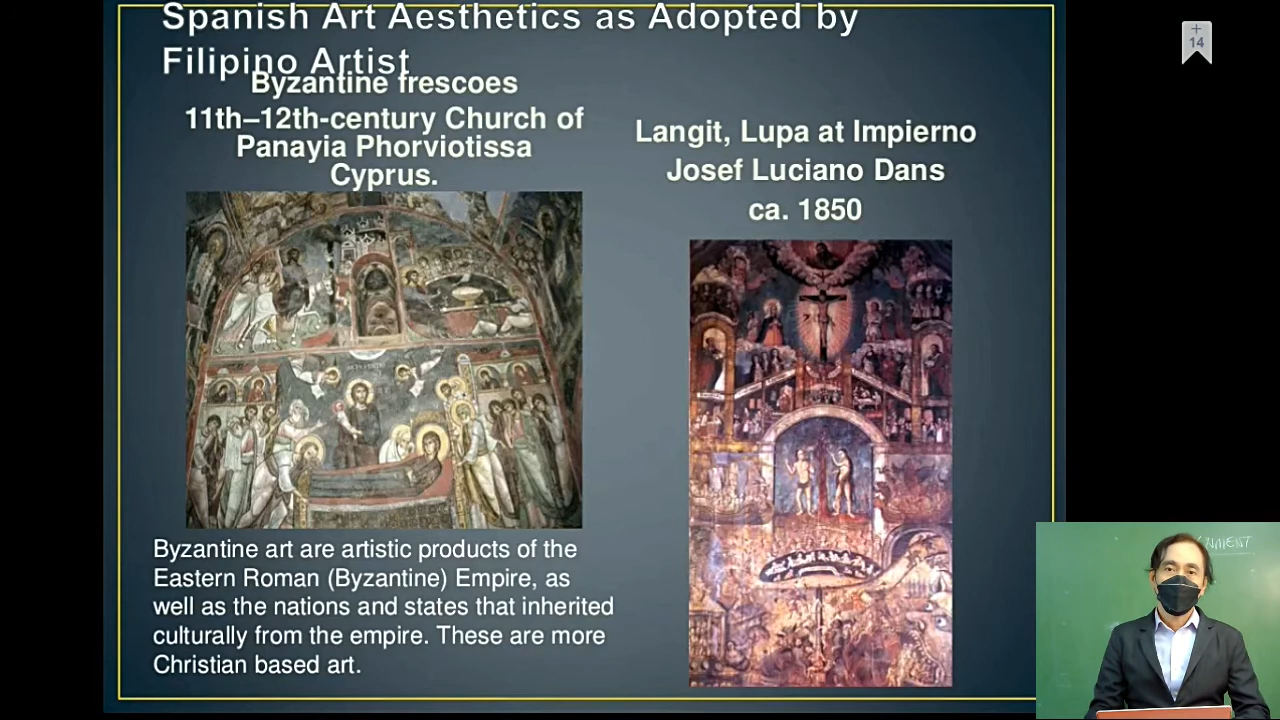 Spanish Art Aesthetics as Adopted by
Filipino Artist
Byzantine frescoes
11th–12th-century Church of
Panayia Phorviotissa
Cyprus.
Langit, Lupa at Impierno
Josef Luciano Dans
ca. 1850
Byzantine art are artistic products of the
Eastern Roman (Byzantine) Empire, as
well as the nations and states that inherited
culturally from the empire. These are more
Christian based art.
+
14